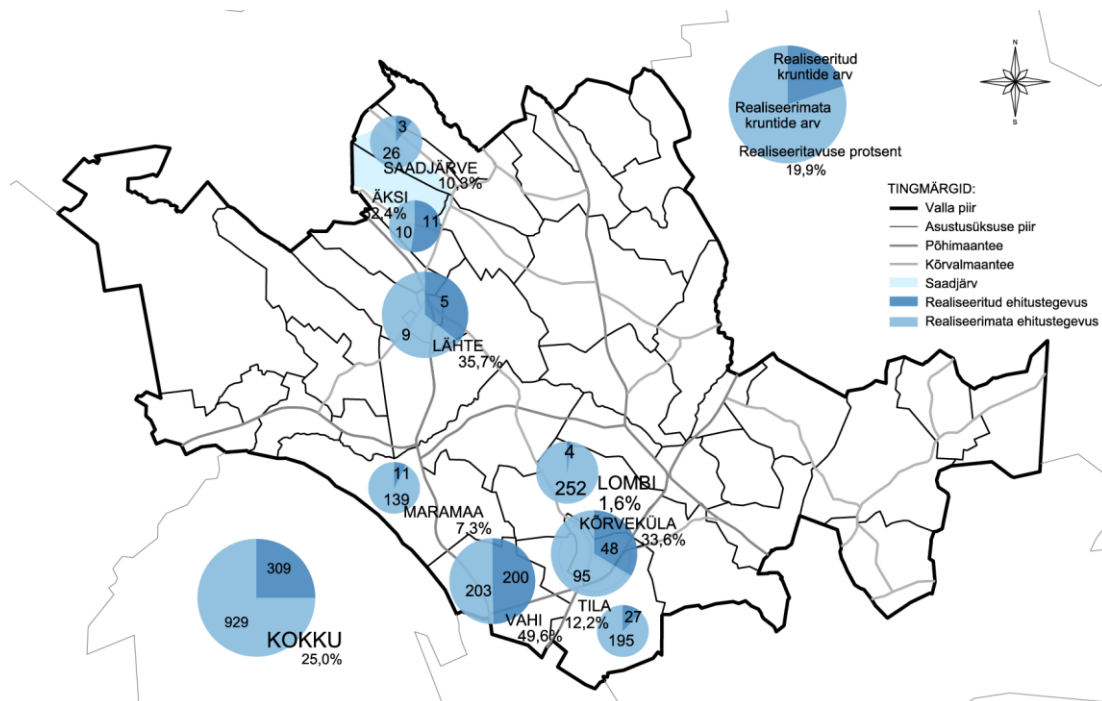 N
S
Realiseeritud
kruntide arv
Realiseerimata
kruntide arv
Realiseeritavuse protsent
19,9%
TINGMÄRGID:
Valla piir
Asustusüksuse piir
Põhimaantee
Kõrvalmaantee
Saadjärv
Realiseeritud ehitustegevus
Realiseerimata ehitustegevus
3
26
SAADJÄRVE
10,3%
ÄKSI
52,4%
11
10
5
9
LÄHTE
35,7%
4
252
LOMBI
1,6%
11
139
MARAMAA
7,3%
KÕRVEKÜLA
33,6%
48
95
200
203
VAHI
49,6%
TILA
12,2%
27
195
309
929
KOKKU
25,0%